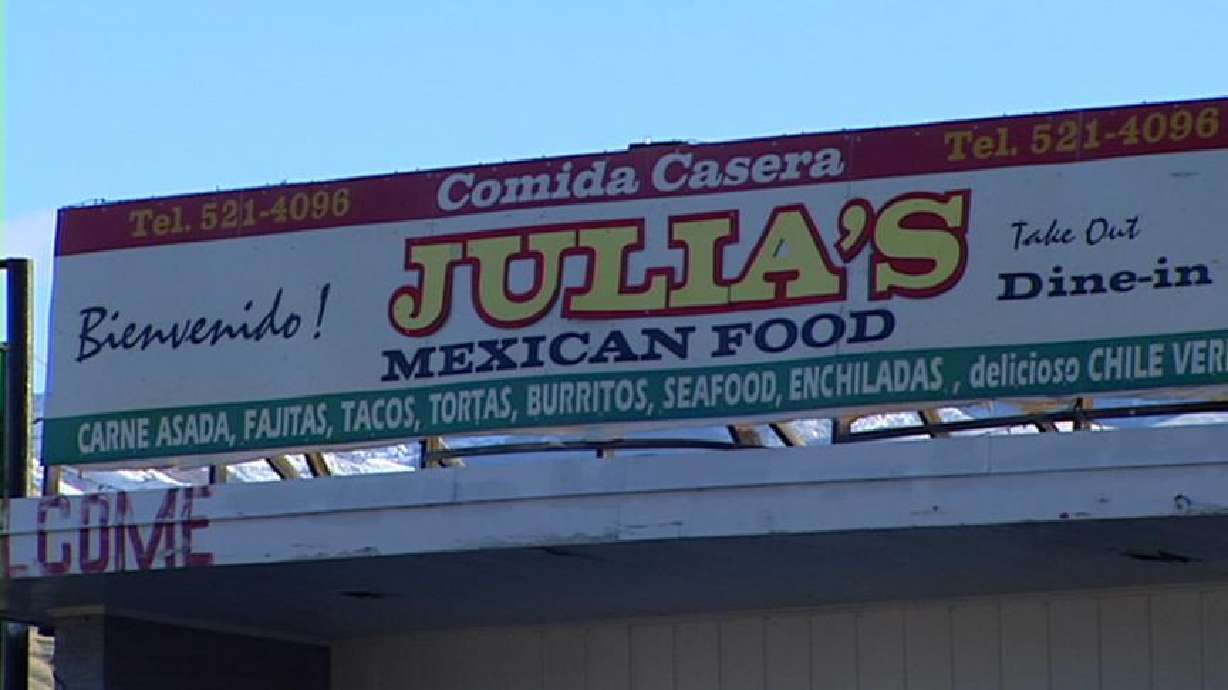 Tel. 521-4096 Comida Casera Tel. 521-4096
Bienvenido! JULIA'S Take Out
Dine-in
MEXICAN FOOD
CARNE ASADA, FAJITAS, TACOS, TORTAS, BURRITOS, SEAFOOD, ENCHILADAS, delicioso CHILE VER
LCOME